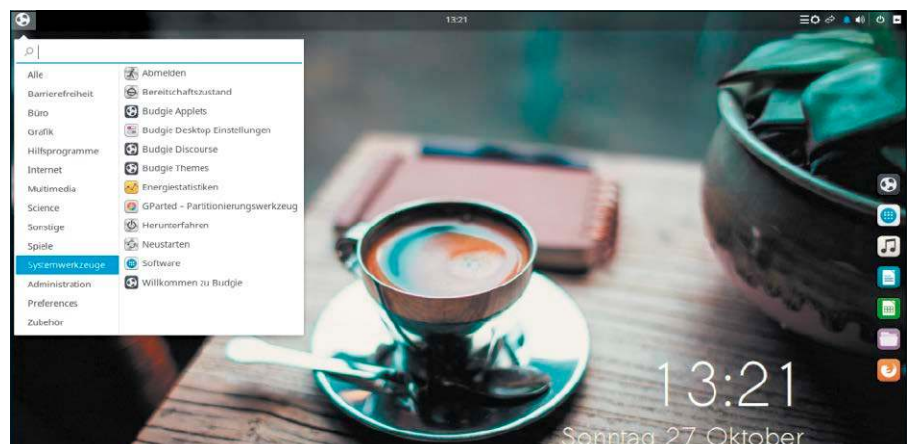 13:21
Alle
Barrierefreiheit
Büro
Grafik
Hilfsprogramme
Internet
Multimedia
Science
Sonstige
Spiele
Systemwerkzeuge
Administration
Preferences
Zubehör
Abmelden
Bereitschaftszustand
Budgie Applets
Budgie Desktop Einstellungen
Budgie Discourse
Budgie Themes
Energiestatistiken
GParted – Partitionierungswerkzeug
Herunterfahren
Neustarten
Software
Willkommen zu Budgie
13:21
Sonntag 27 Oktober